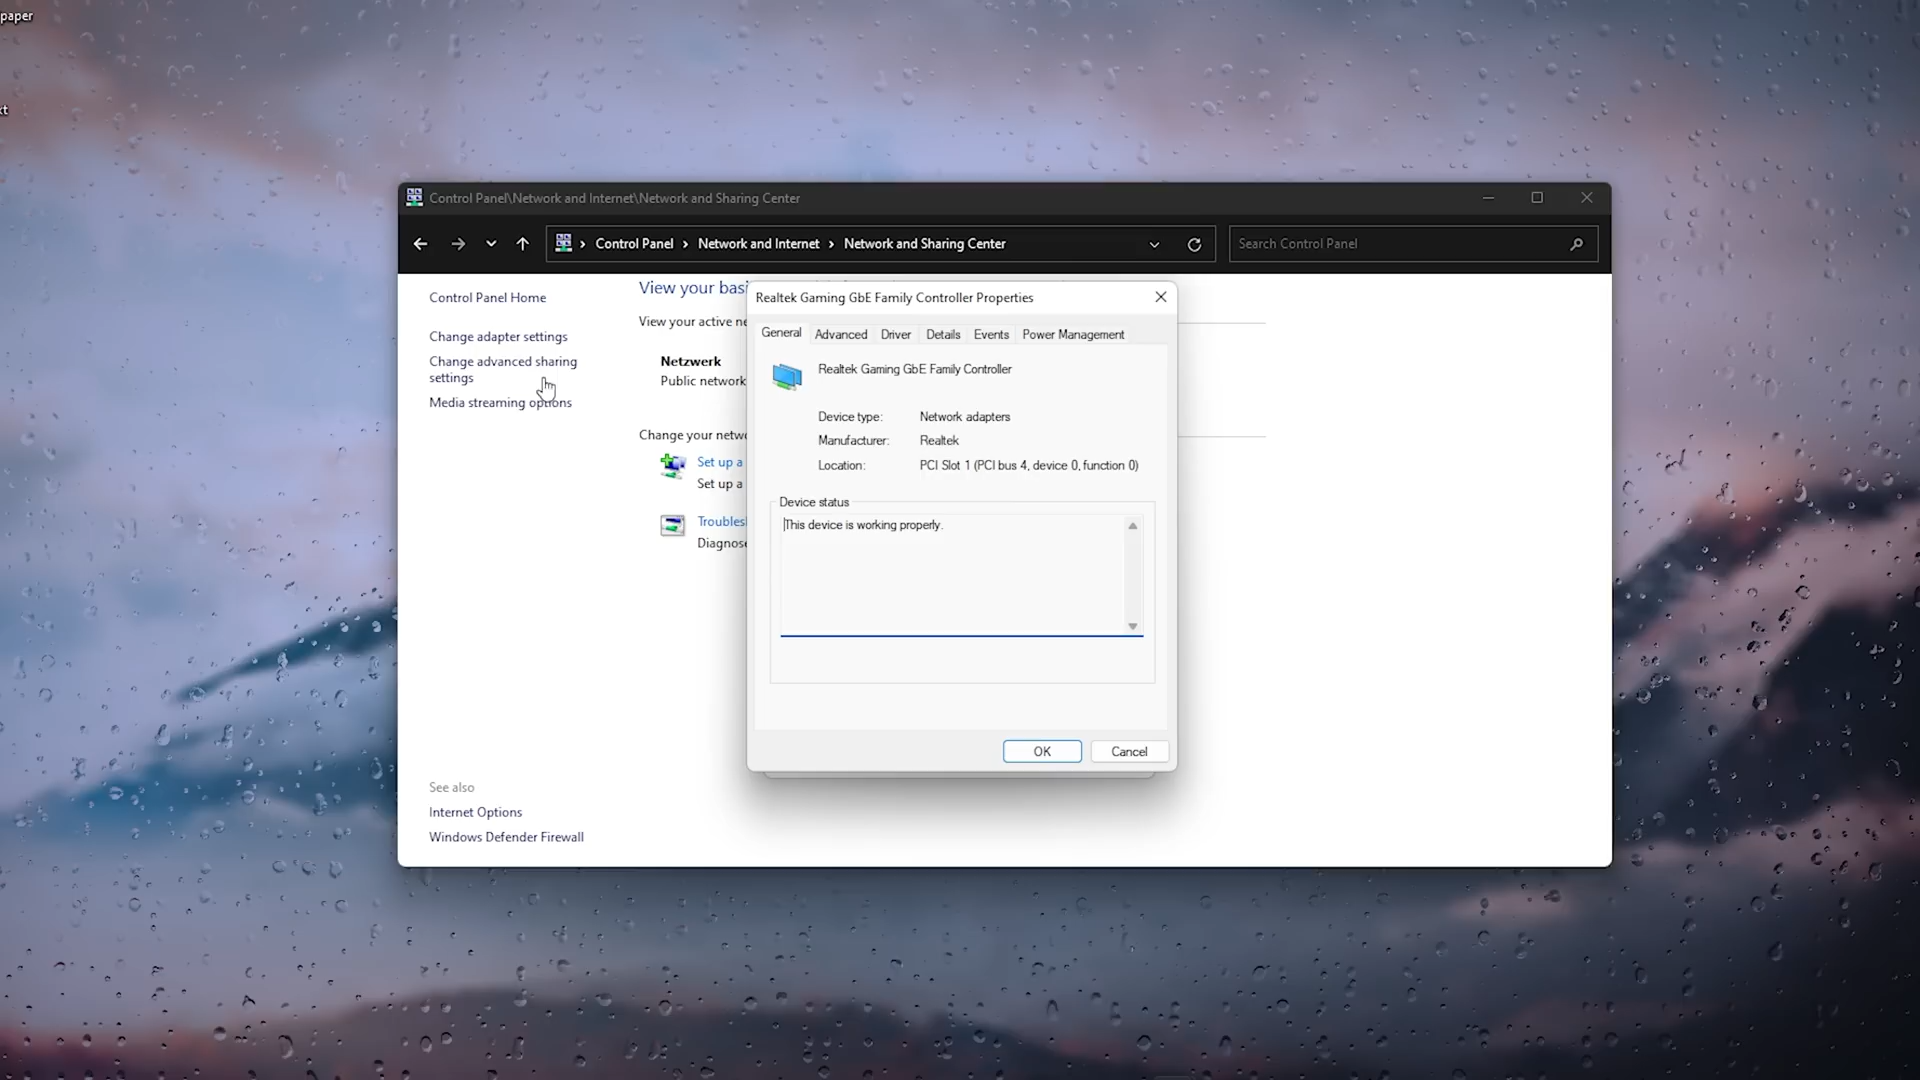 paper
xt
Control Panel\Network and Internet\Network and Sharing Center
Control Panel > Network and Internet > Network and Sharing Center
Search Control Panel
Control Panel Home
Change adapter settings
Change advanced sharing
settings
Media streaming options
View your basi
View your active ne
Netzwerk
Public network
Change your netwo
Set up a
Set up a
Troubles
Diagnose
Realtek Gaming GbE Family Controller Properties
General Advanced Driver Details Events Power Management
Realtek Gaming GbE Family Controller
Device type: Network adapters
Manufacturer: Realtek
Location: PCI Slot 1 (PCI bus 4, device 0, function 0)
Device status
This device is working properly.
OK Cancel
See also
Internet Options
Windows Defender Firewall